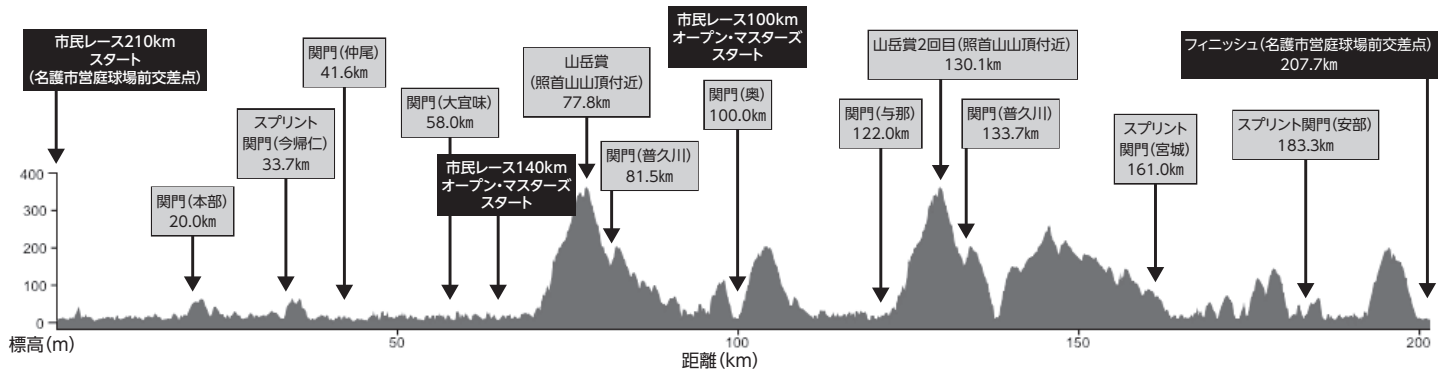 市民レース210km
スタート
(名護市営庭球場前交差点)
関門(本部)
20.0㎞
スプリント
関門(今帰仁)
33.7㎞
関門(仲尾)
41.6㎞
関門(大宜味)
58.0㎞
市民レース140km
オープン・マスターズ
スタート
山岳賞
(照首山山頂付近)
77.8㎞
関門(普久川)
81.5㎞
市民レース100km
オープン・マスターズ
スタート
関門(奥)
100.0㎞
関門(与那)
122.0㎞
山岳賞2回目(照首山山頂付近)
130.1㎞
関門(普久川)
133.7㎞
スプリント
関門(宮城)
161.0㎞
スプリント関門(安部)
183.3㎞
フィニッシュ(名護市営庭球場前交差点)
207.7㎞
400
300
200
100
0
標高(m)
50
100
150
200
距離(km)